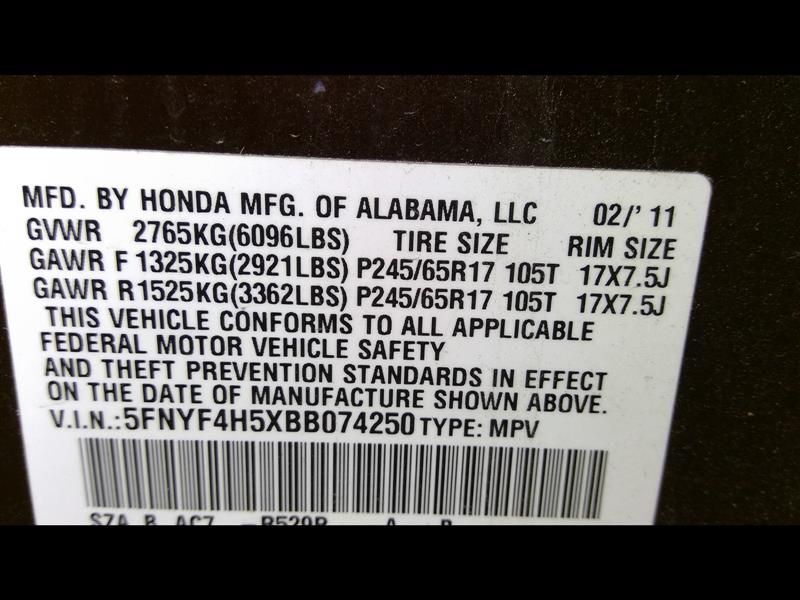 MFD. BY HONDA MFG. OF ALABAMA, LLC 02/'11
GVWR 2765KG(6096LBS) TIRE SIZE RIM SIZE
GAWR F 1325KG(2921LBS) P245/65R17 105T 17X7.5J
GAWR R1525KG(3362LBS) P245/65R17 105T 17X7.5J
THIS VEHICLE CONFORMS TO ALL APPLICABLE
FEDERAL MOTOR VEHICLE SAFETY
AND THEFT PREVENTION STANDARDS IN EFFECT
ON THE DATE OF MANUFACTURE SHOWN ABOVE.
V.I.N.:5FNYF4H5XBB074250 TYPE: MPV